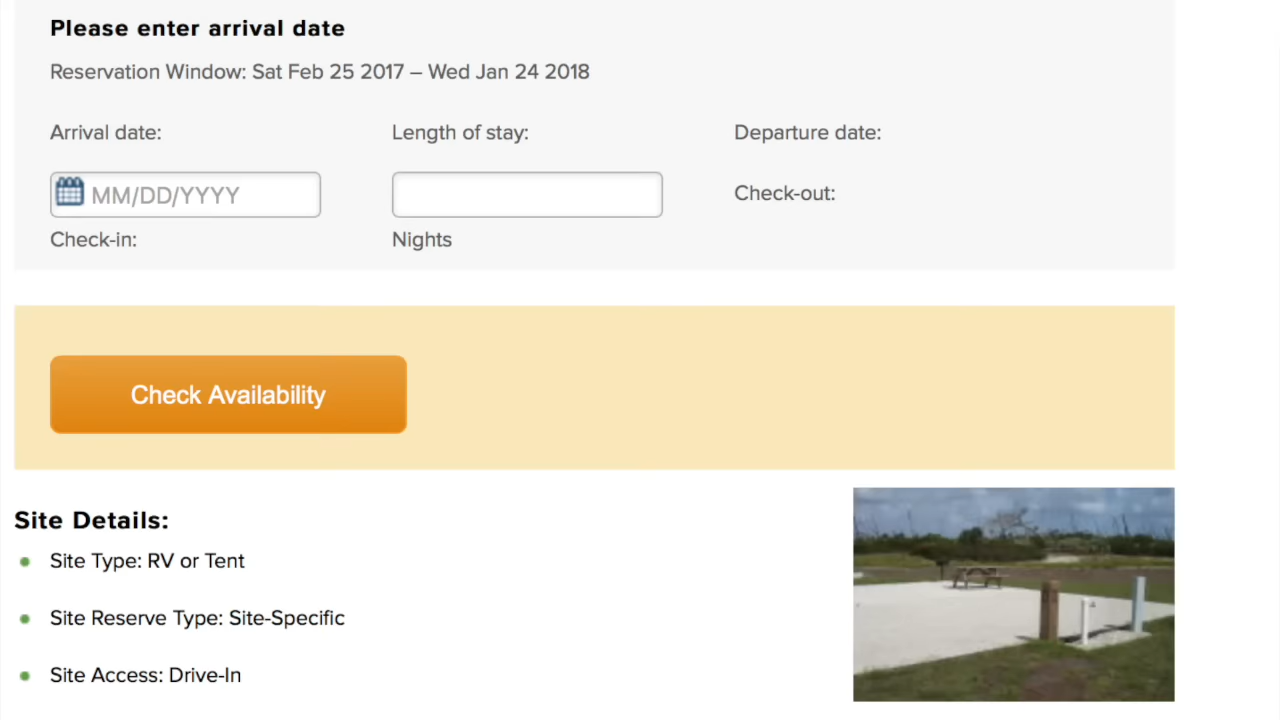 Please enter arrival date
Reservation Window: Sat Feb 25 2017 – Wed Jan 24 2018
Arrival date:
Length of stay:
Departure date:
MM/DD/YYYY
Check-out:
Check-in:
Nights
Check Availability
Site Details:
Site Type: RV or Tent
Site Reserve Type: Site-Specific
Site Access: Drive-In